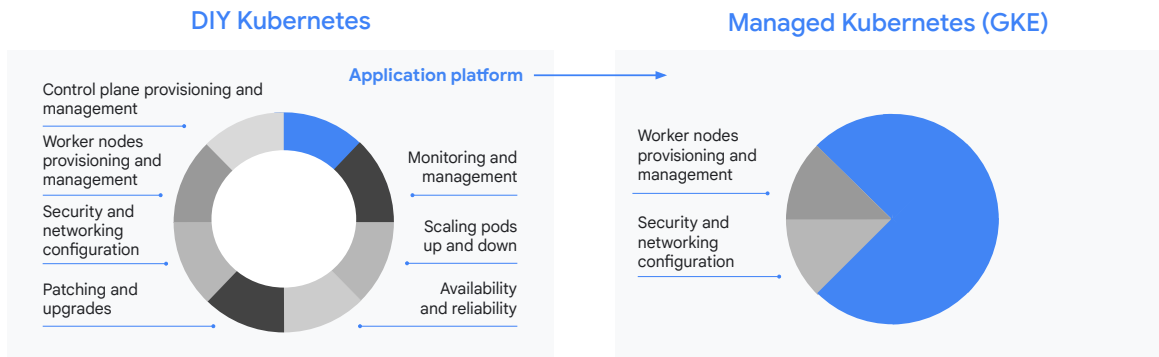 DIY Kubernetes
Application platform
Control plane provisioning and
management
Worker nodes
provisioning and
management
Security and
networking
configuration
Patching and
upgrades
Monitoring and
management
Scaling pods
up and down
Availability
and reliability
Managed Kubernetes (GKE)
Worker nodes
provisioning and
management
Security and
networking
configuration